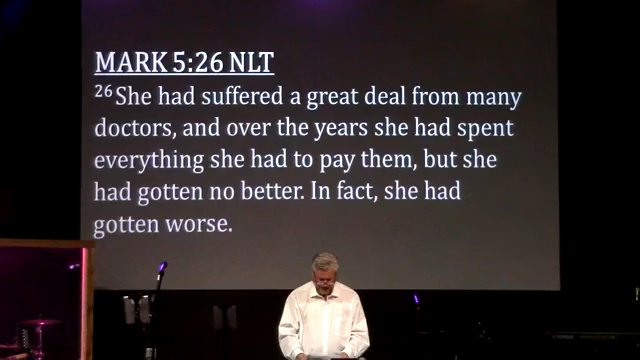 MARK 5:26 NLT
26 She had suffered a great deal from many
doctors, and over the years she had spent
everything she had to pay them, but she
had gotten no better. In fact, she had
gotten worse.